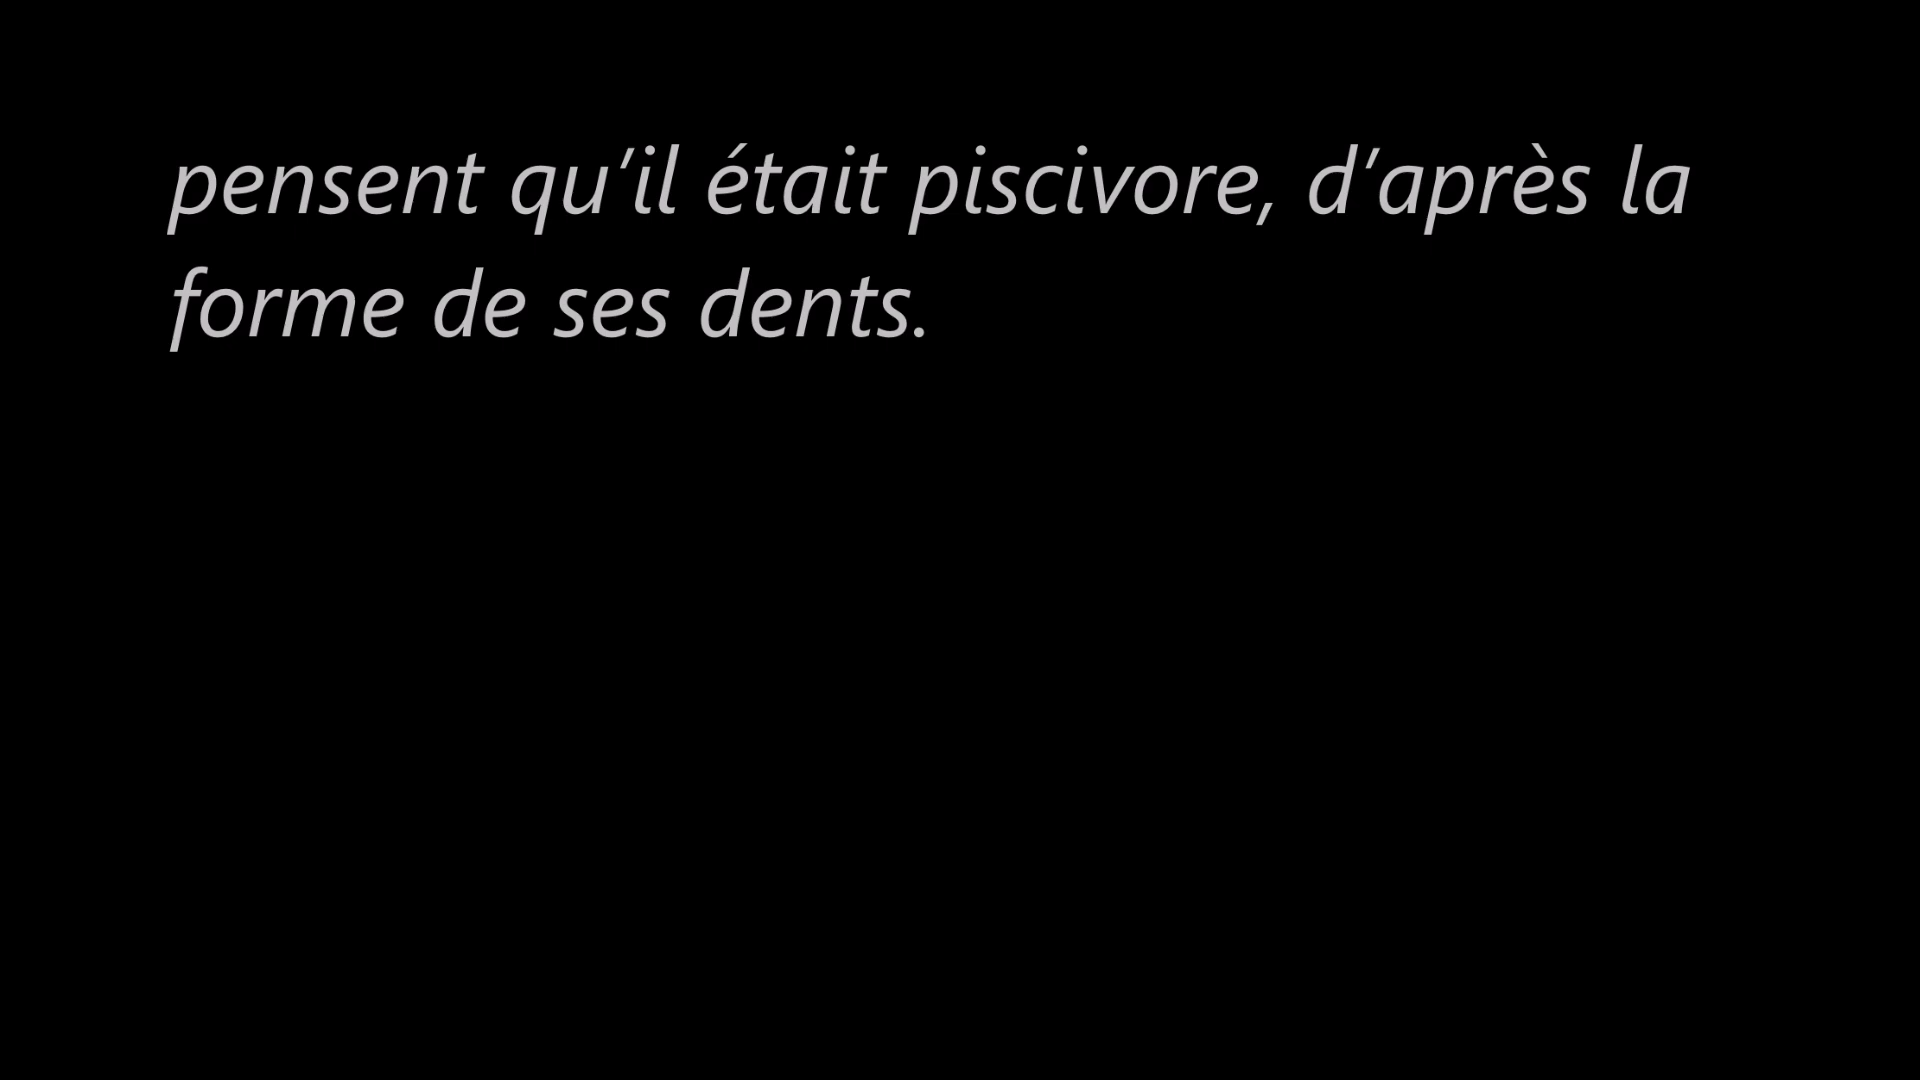 pensent qu’il était piscivore, d’après la
forme de ses dents.